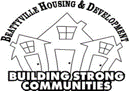 BEATTYVILLE HOUSING & DEVELOPMENT
BUILDING STRONG
COMMUNITIES